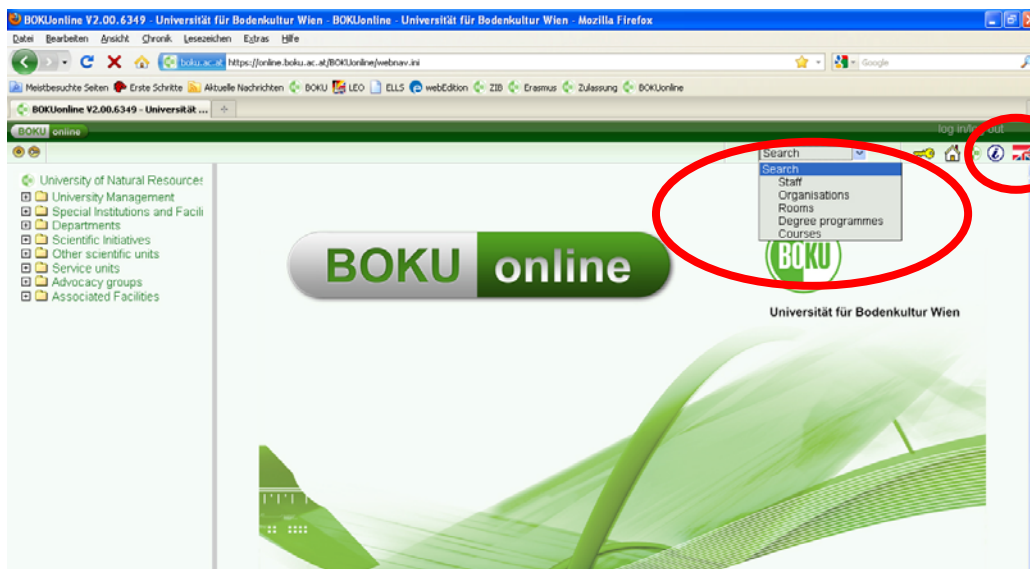 BOKUonline V2.00.6349 - Universität für Bodenkultur Wien - BOKUonline - Universität für Bodenkultur Wien - Mozilla Firefox
Datei Bearbeiten Ansicht Chronik Lesezeichen Extras Hilfe
boku.ac.at https://online.boku.ac.at/BOKUonline/webnav.ini Google
Meistbesuchte Seiten Erste Schritte Aktuelle Nachrichten BOKU LEO ELLS webEdition ZIB Erasmus Zulassung BOKUonline
BOKUonline V2.00.6349 - Universität ...
BOKU online log in/log out
Search
University of Natural Resources
University Management
Special Institutions and Facili
Departments
Scientific Initiatives
Other scientific units
Service units
Advocacy groups
Associated Facilities
Search
Staff
Organisations
Rooms
Degree programmes
Courses
BOKU online
BOKU
Universität für Bodenkultur Wien